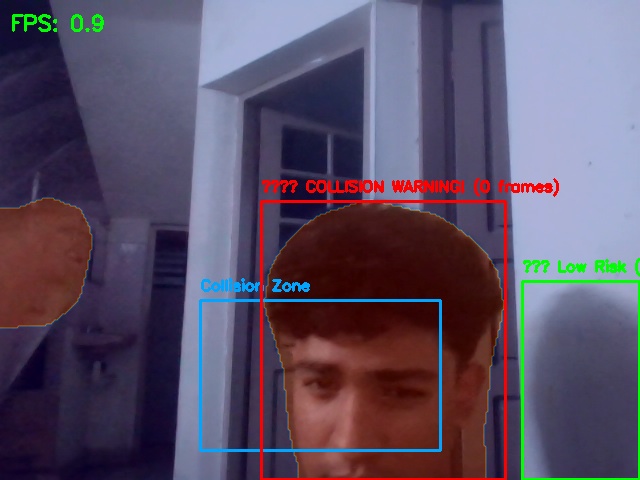 FPS: 0.9
???? COLLISION WARNING! (0 frames)
??? Low Risk (
Collision Zone